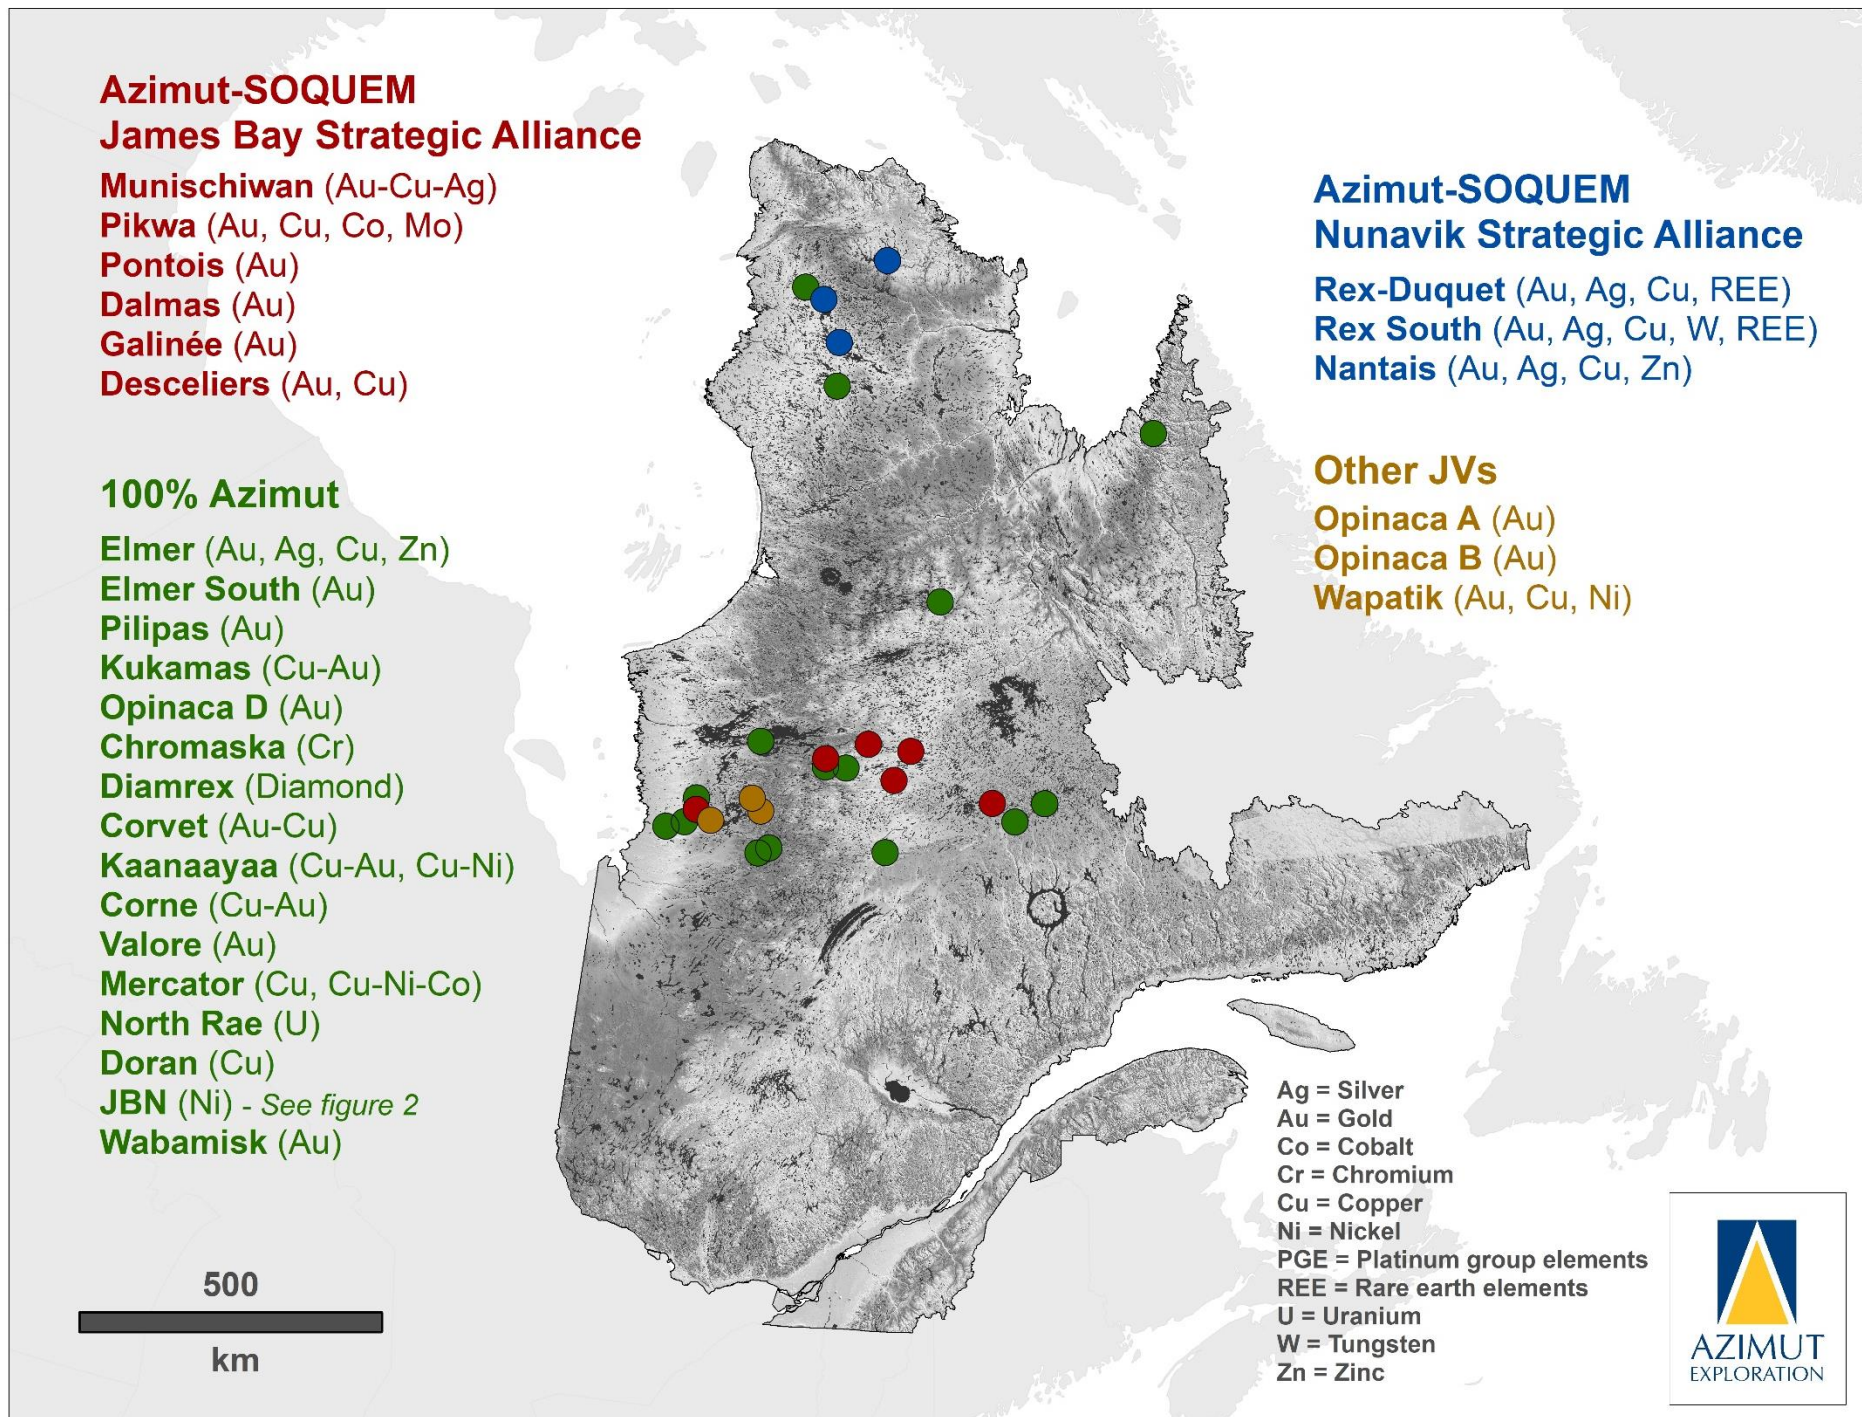 Azimut-SOQUEM
James Bay Strategic Alliance
Munischiwan (Au-Cu-Ag)
Pikwa (Au, Cu, Co, Mo)
Pontois (Au)
Dalmas (Au)
Galinée (Au)
Desceliers (Au, Cu)
100% Azimut
Elmer (Au, Ag, Cu, Zn)
Elmer South (Au)
Pilipas (Au)
Kukamas (Cu-Au)
Opinaca D (Au)
Chromaska (Cr)
Diamrex (Diamond)
Corvet (Au-Cu)
Kaanaayaa (Cu-Au, Cu-Ni)
Corne (Cu-Au)
Valore (Au)
Mercator (Cu, Cu-Ni-Co)
North Rae (U)
Doran (Cu)
JBN (Ni) - See figure 2
Wabamisk (Au)
500
km
Azimut-SOQUEM
Nunavik Strategic Alliance
Rex-Duquet (Au, Ag, Cu, REE)
Rex South (Au, Ag, Cu, W, REE)
Nantais (Au, Ag, Cu, Zn)
Other JVs
Opinaca A (Au)
Opinaca B (Au)
Wapatik (Au, Cu, Ni)
Ag = Silver
Au = Gold
Co = Cobalt
Cr = Chromium
Cu = Copper
Ni = Nickel
PGE = Platinum group elements
REE = Rare earth elements
U = Uranium
W = Tungsten
Zn = Zinc
AZIMUT
EXPLORATION